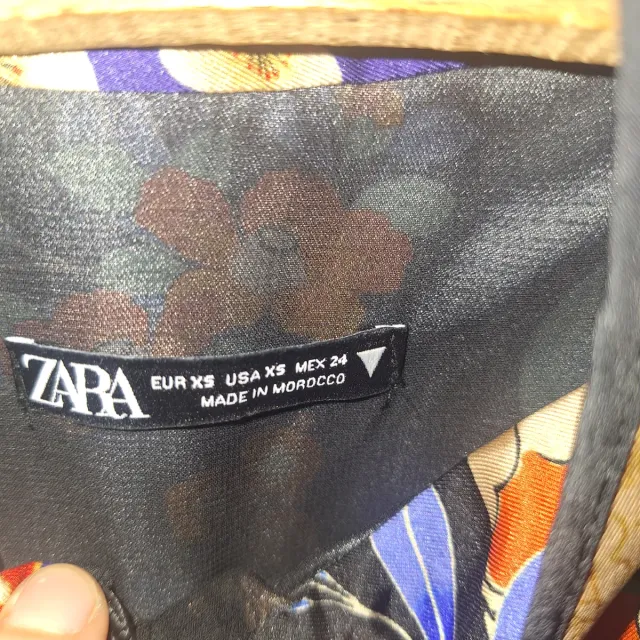 ZARA
EUR XS USA XS MEX 24
MADE IN MOROCCO